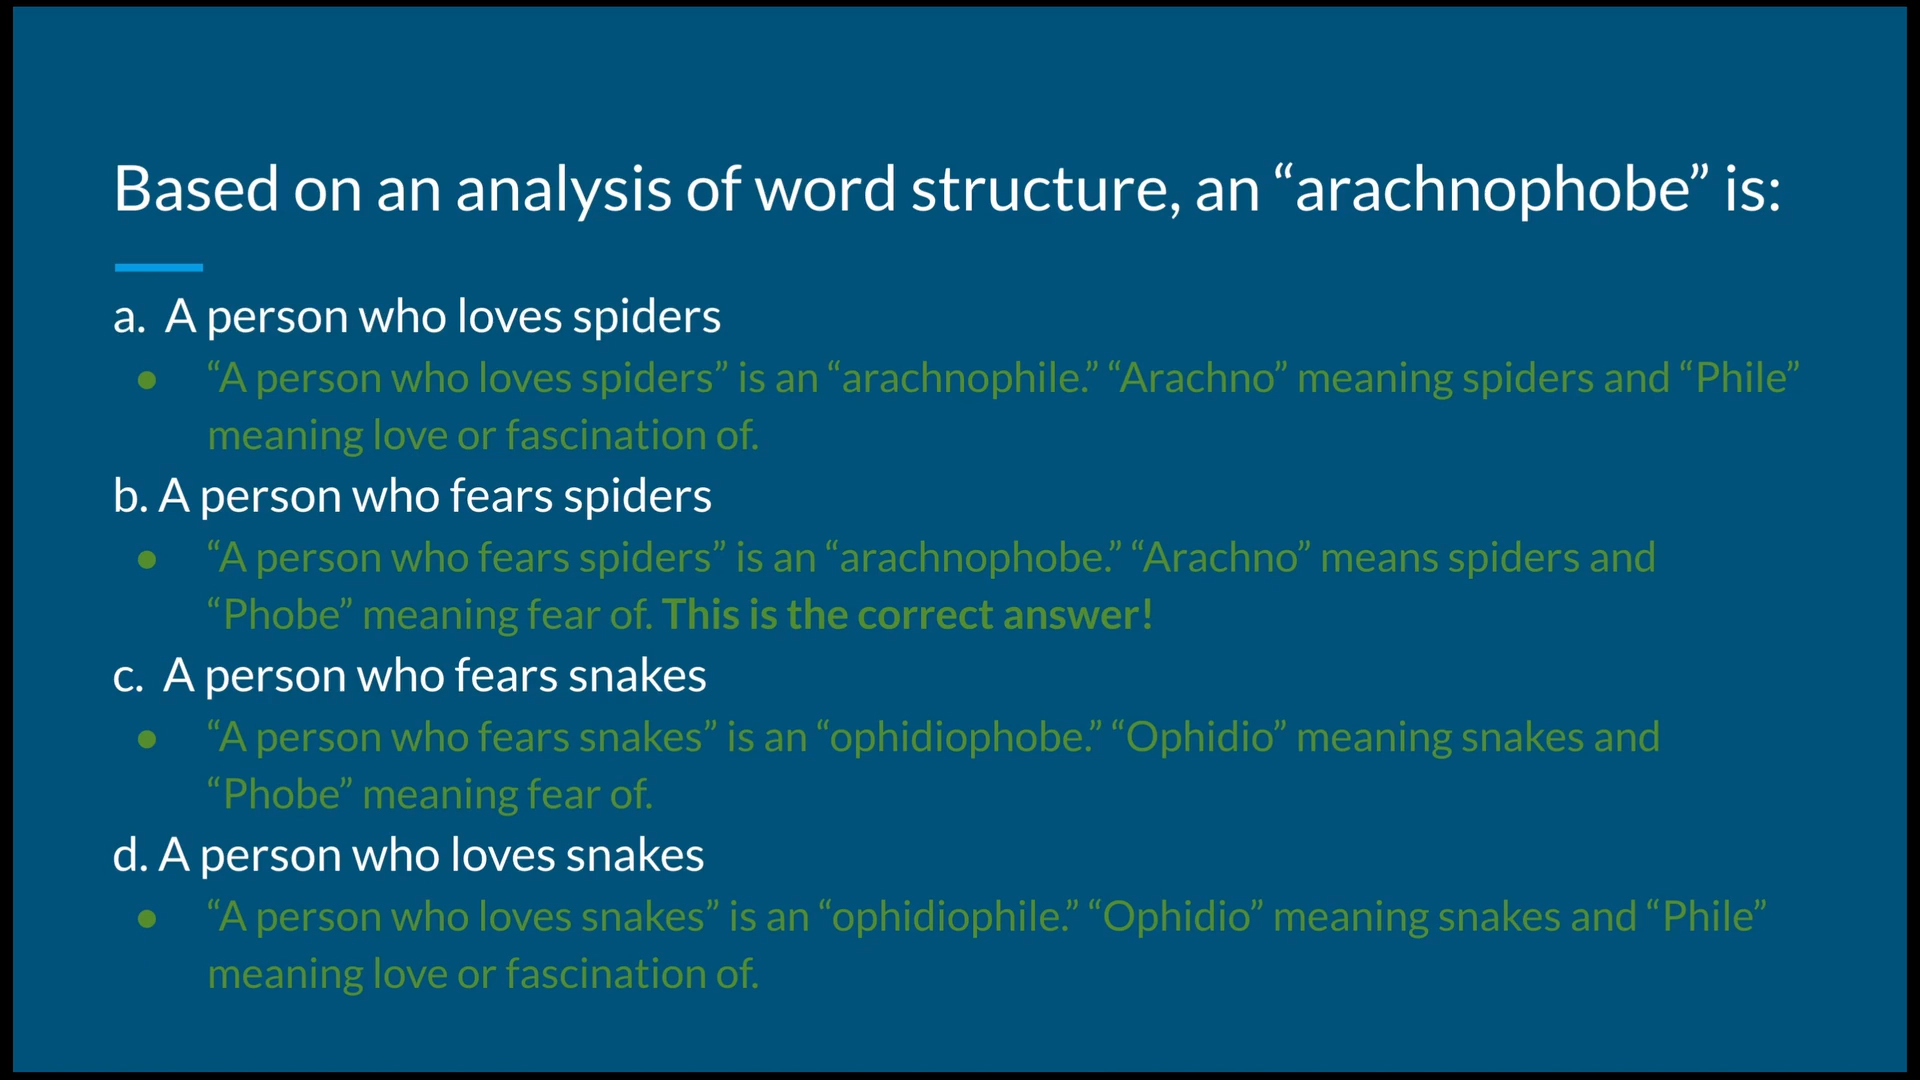 Based on an analysis of word structure, an “arachnophobe” is:
a. A person who loves spiders
● “A person who loves spiders” is an “arachnophile.” “Arachno” meaning spiders and “Phile”
meaning love or fascination of.
b. A person who fears spiders
● “A person who fears spiders” is an “arachnophobe.” “Arachno” means spiders and
“Phobe” meaning fear of. This is the correct answer!
c. A person who fears snakes
● “A person who fears snakes” is an “ophidiophobe.” “Ophidio” meaning snakes and
“Phobe” meaning fear of.
d. A person who loves snakes
● “A person who loves snakes” is an “ophidiophile.” “Ophidio” meaning snakes and “Phile”
meaning love or fascination of.